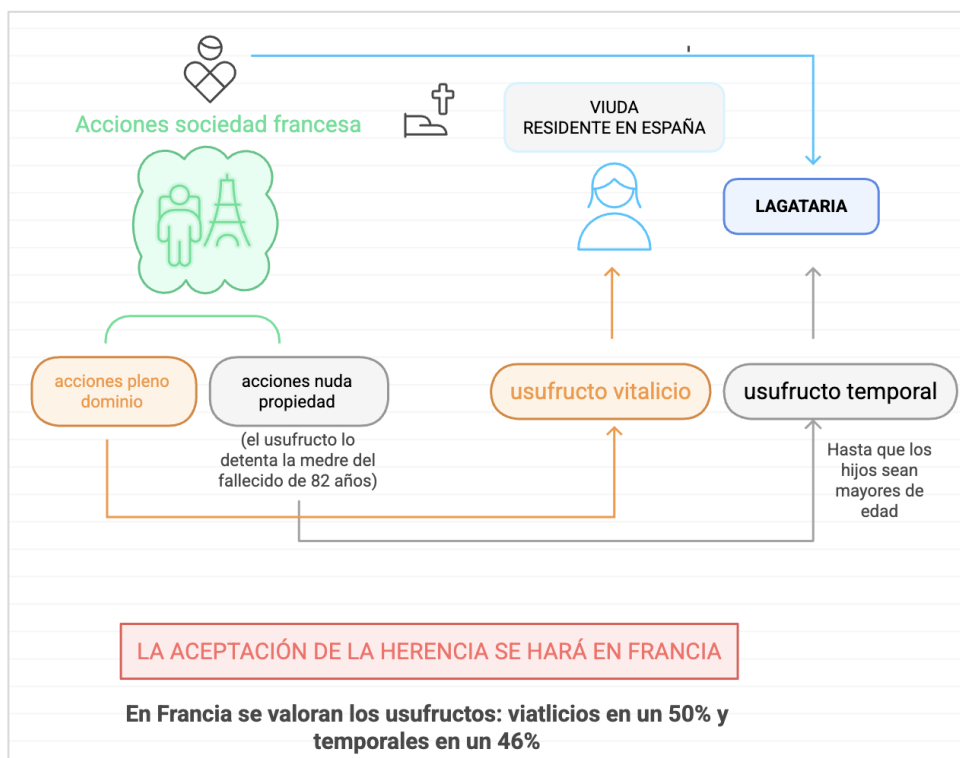 Acciones sociedad francesa
VIUDA
RESIDENTE EN ESPAÑA
LAGATARIA
acciones pleno
dominio
acciones nuda
propiedad
(el usufructo lo
detenta la medre del
fallecido de 82 años)
usufructo vitalicio
usufructo temporal
Hasta que los
hijos sean
mayores de
edad
LA ACEPTACIÓN DE LA HERENCIA SE HARÁ EN FRANCIA
En Francia se valoran los usufructos: viatlicios en un 50% y
temporales en un 46%